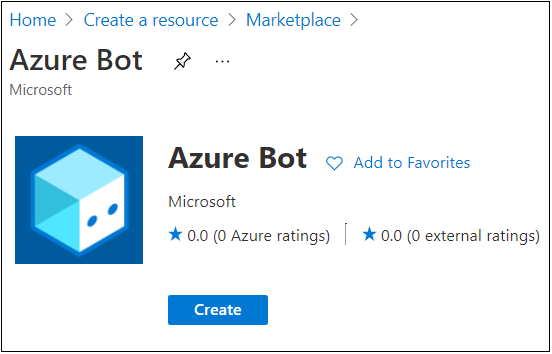 Home > Create a resource > Marketplace >
Azure Bot ...
Microsoft
Azure Bot Add to Favorites
Microsoft
★ 0.0 (0 Azure ratings) | ★ 0.0 (0 external ratings)
Create